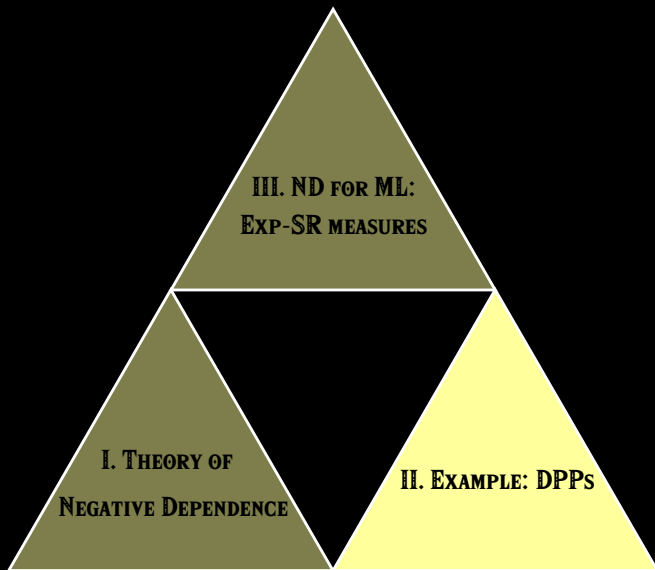 III. ND for ML:
Exp-SR measures
I. Theory of
Negative Dependence
II. Example: DPPs